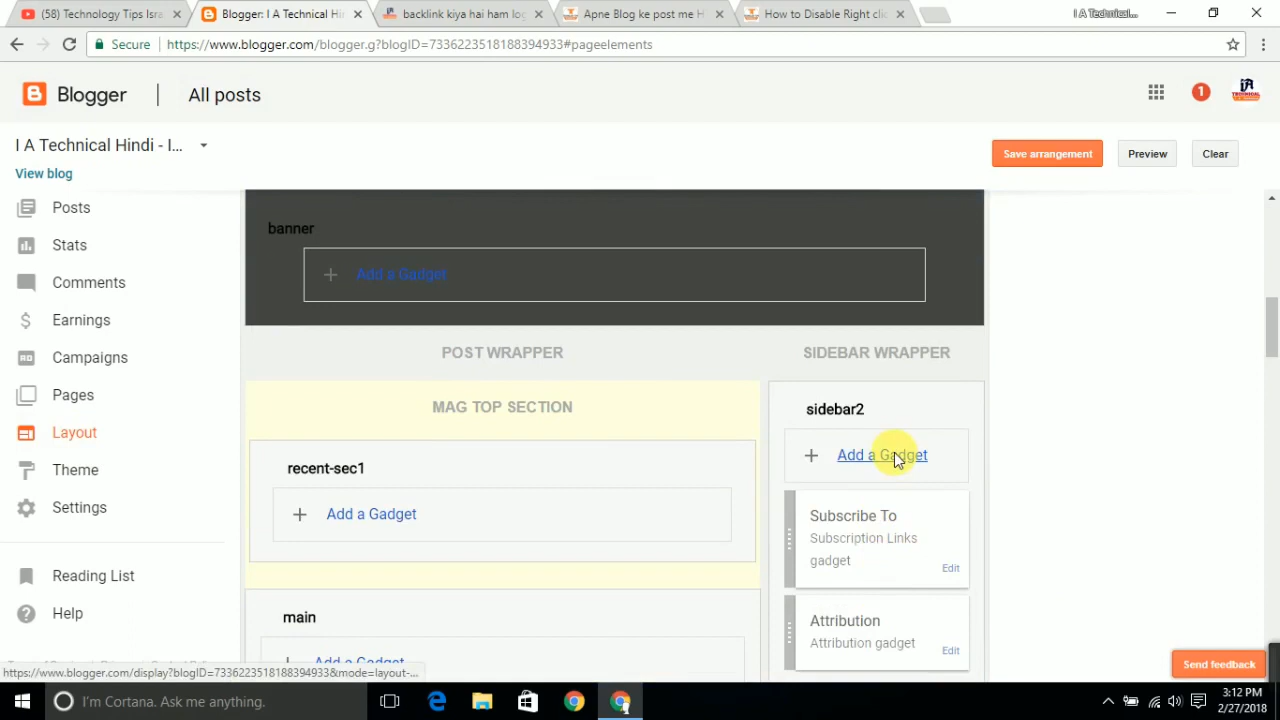 (58) Technology Tips Isra
Blogger: I A Technical Hind
backlink kiya hai ham log
Apne Blog ke post me H
How to Disable Right clic
I A Technical...
Secure
https://www.blogger.com/blogger.g?blogID=7336223518188394933#pageelements
Blogger
All posts
1
I A Technical Hindi - I...
Save arrangement
Preview
Clear
View blog
Posts
Stats
Comments
Earnings
Campaigns
Pages
Layout
Theme
Settings
Reading List
Help
banner
Add a Gadget
POST WRAPPER
SIDEBAR WRAPPER
MAG TOP SECTION
sidebar2
Add a Gadget
recent-sec1
Add a Gadget
Subscribe To
Subscription Links
gadget
Edit
main
Add a Gadget
Attribution
Attribution gadget
Edit
https://www.blogger.com/display?blogID=7336223518188394933&mode=layout-...
Send feedback
I'm Cortana. Ask me anything.
3:12 PM
2/27/2018